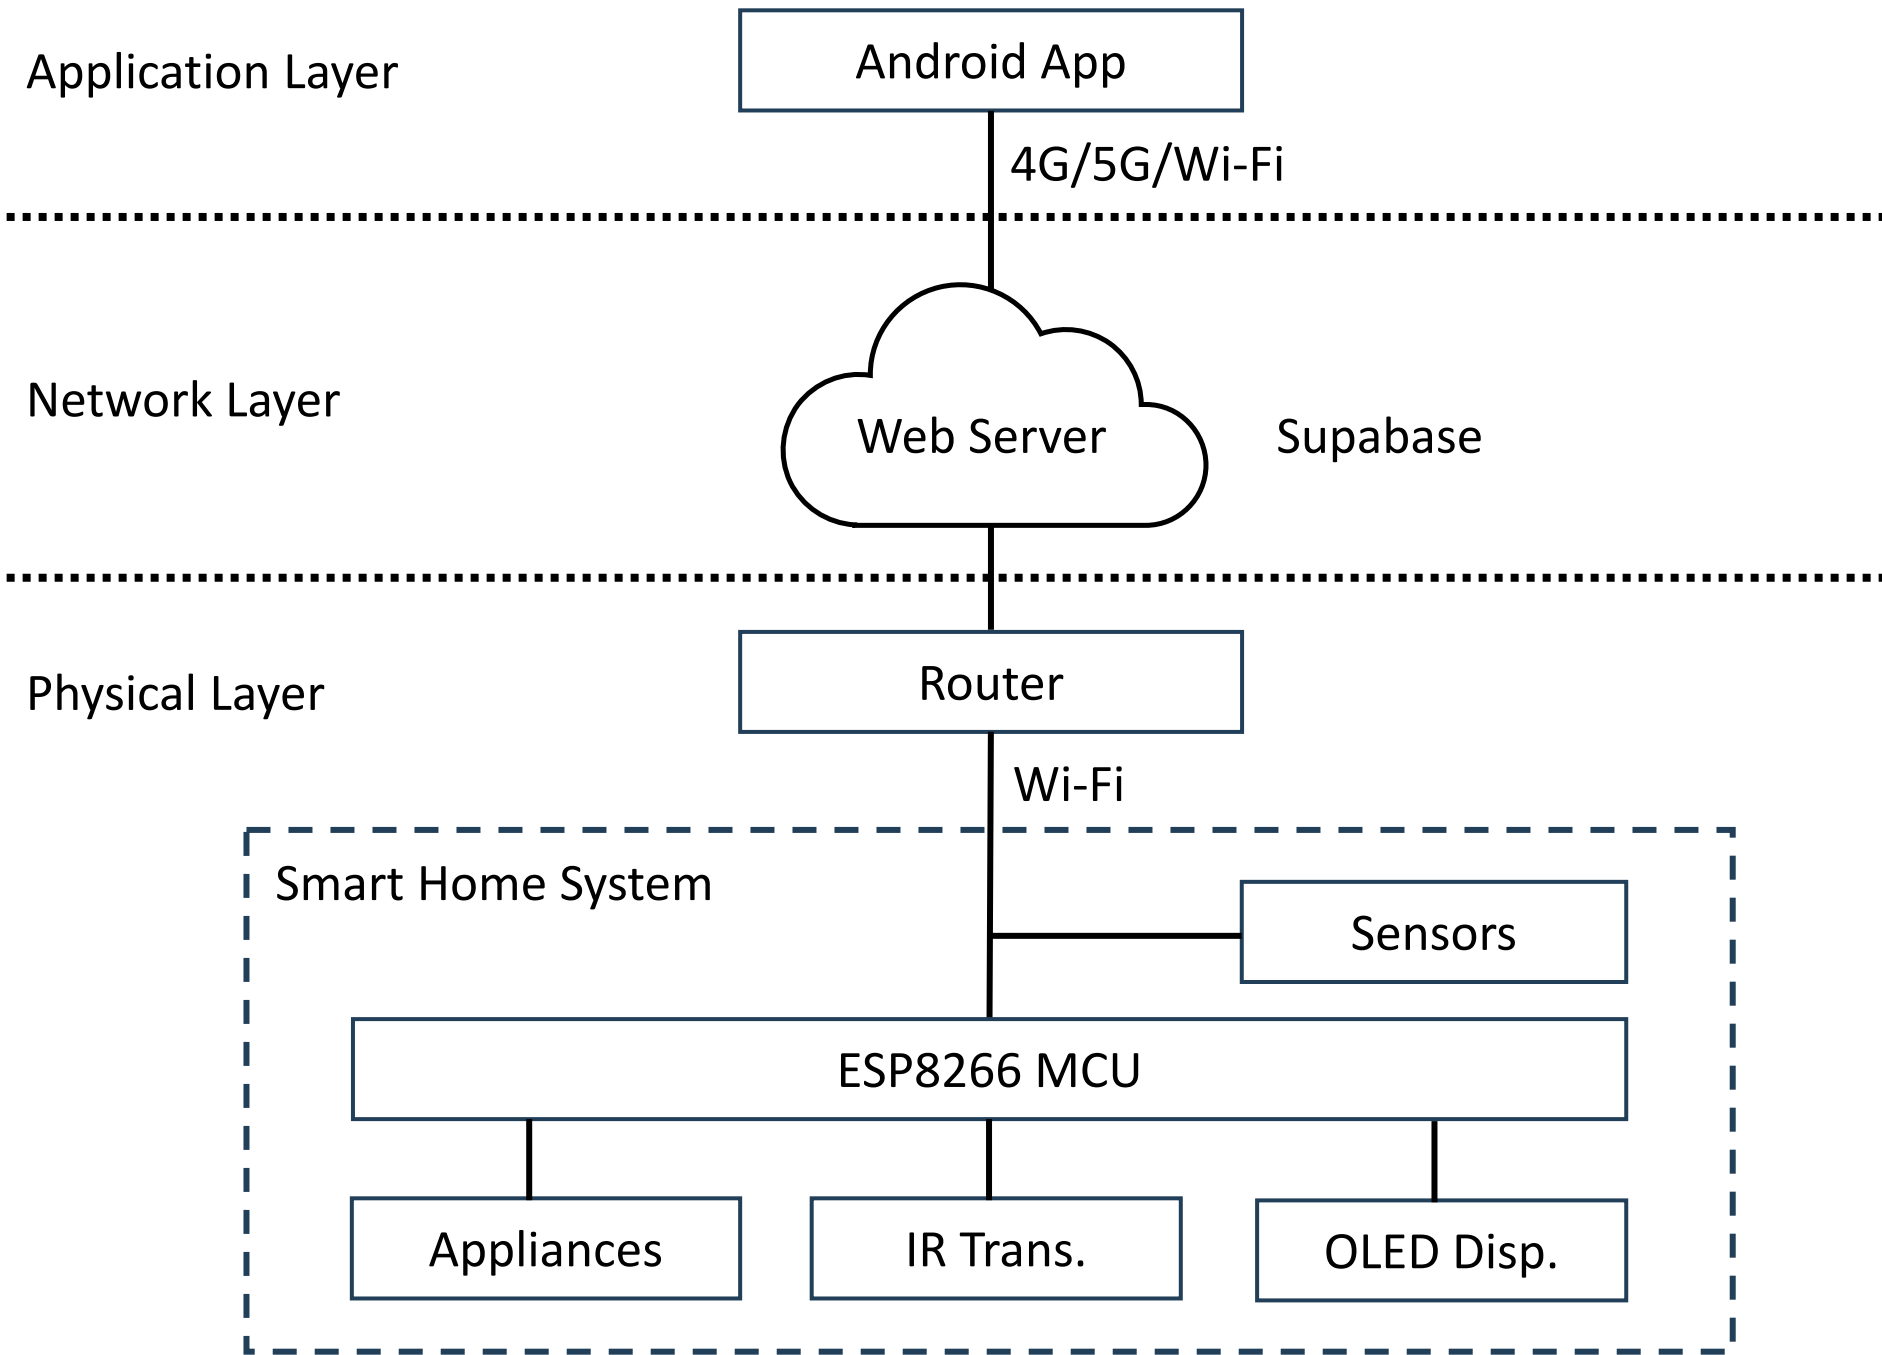 Android App
Application Layer
4G/5G/Wi-Fi
Network Layer
Web Server
Supabase
Router
Physical Layer
Wi-Fi
Smart Home System
Sensors
ESP8266 MCU
Appliances
IR Trans.
OLED Disp.